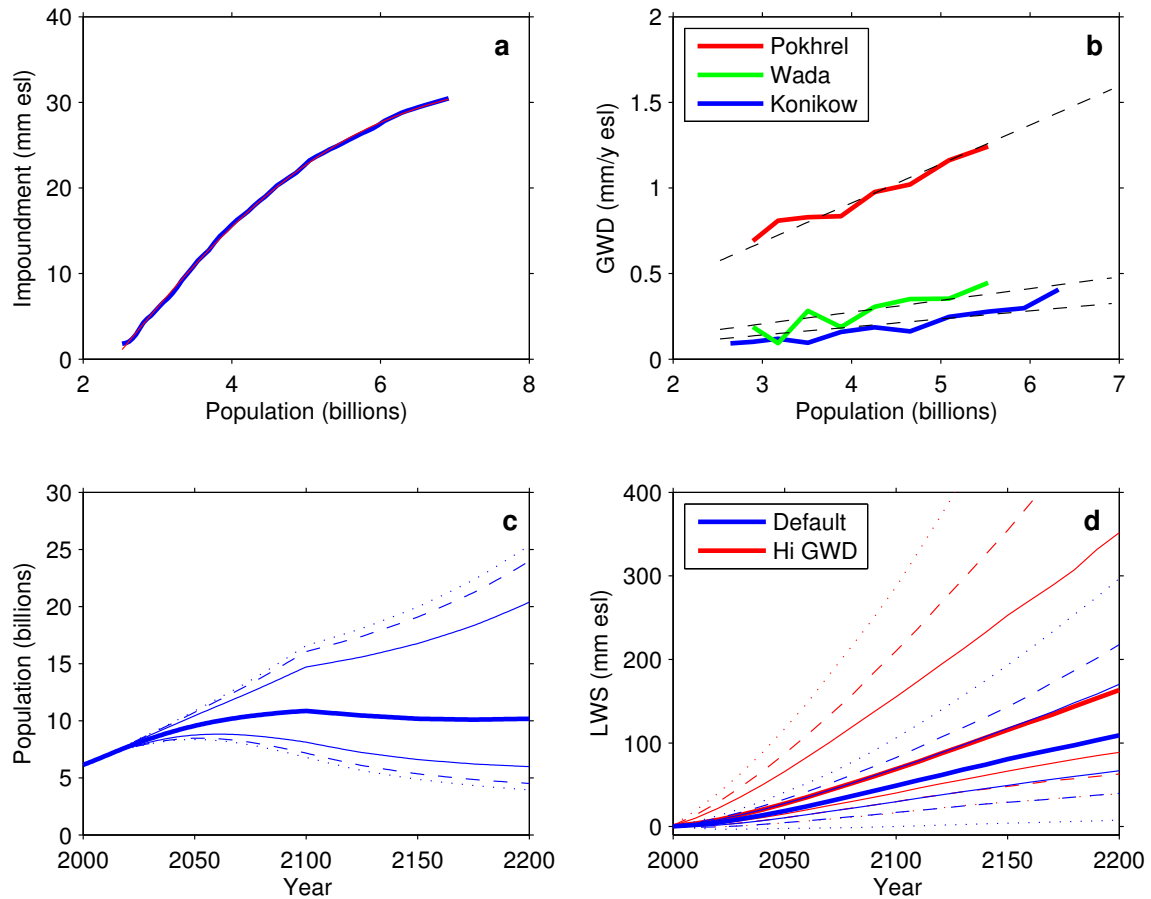 a
40
30
20
10
0
Impoundment (mm esl)
2
4
6
8
Population (billions)
b
Pokhrel
Wada
Konikow
2
1.5
1
0.5
0
GWD (mm/y esl)
2
3
4
5
6
7
Population (billions)
c
30
25
20
15
10
5
0
Population (billions)
2000
2050
2100
2150
2200
Year
d
Default
Hi GWD
400
300
200
100
0
LWS (mm esl)
2000
2050
2100
2150
2200
Year